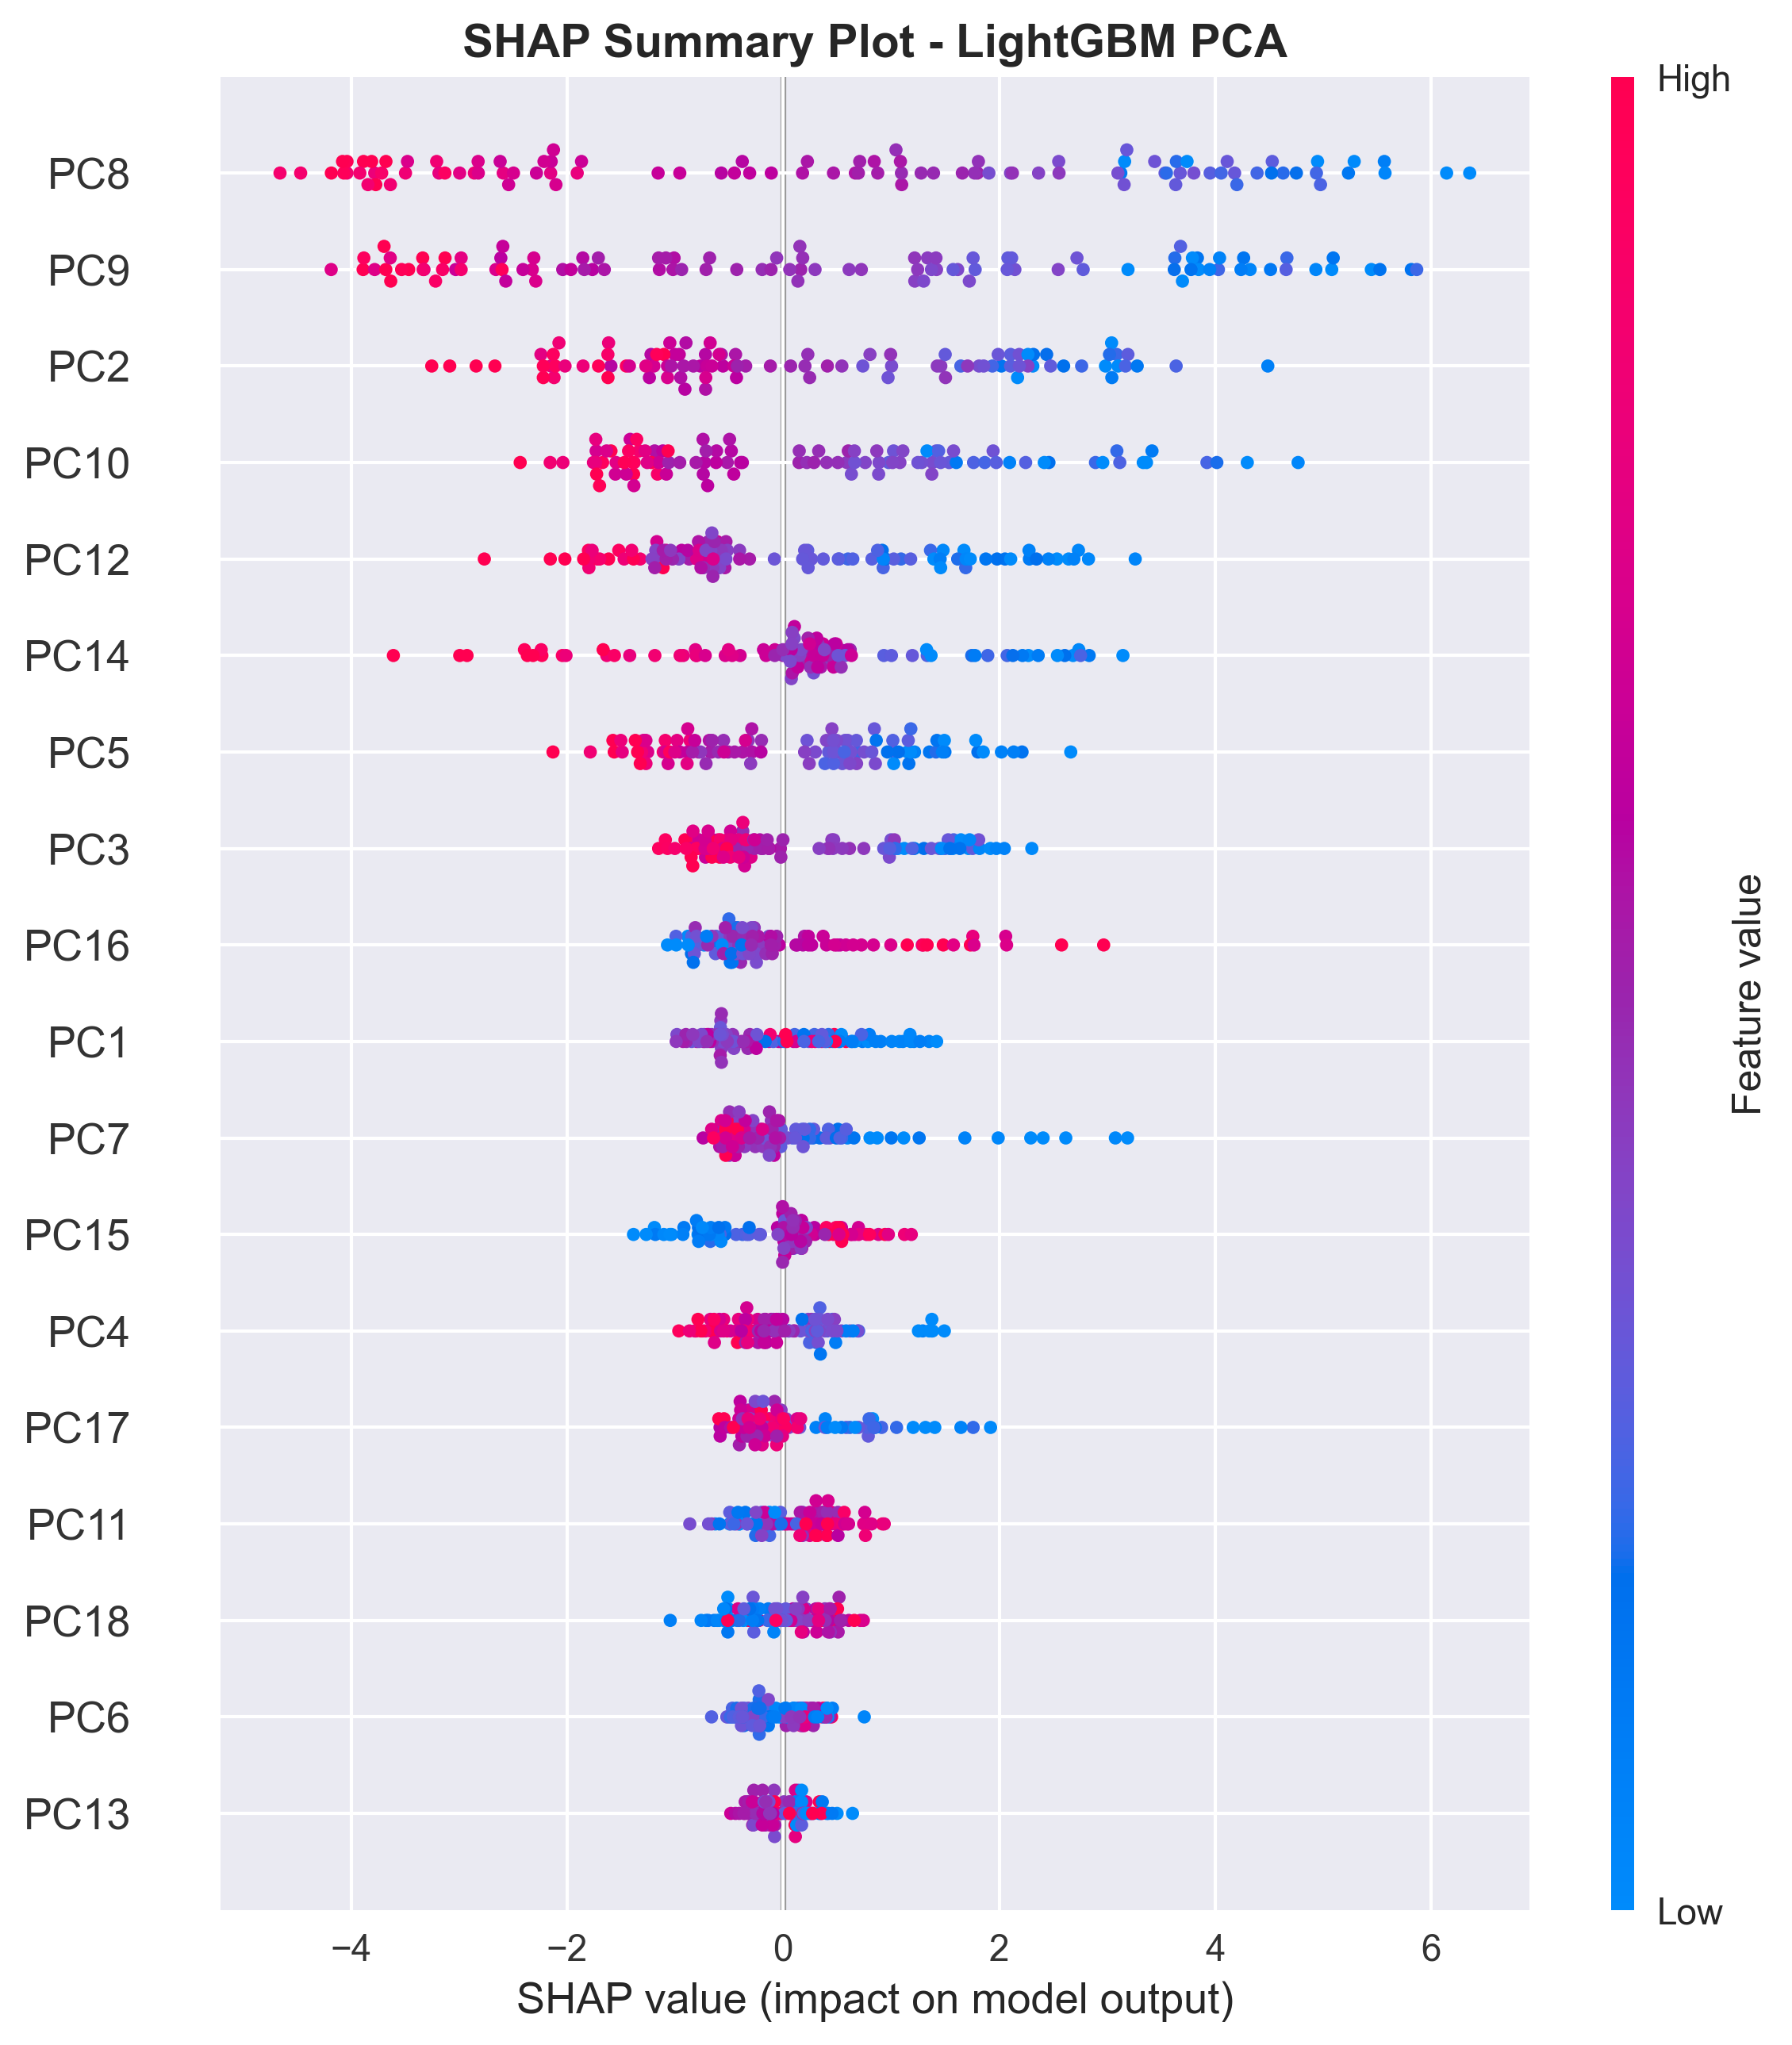 SHAP Summary Plot - LightGBM PCA
High
PC8
PC9
PC2
PC10
PC12
PC14
PC5
PC3
PC16
PC1
PC7
PC15
PC4
PC17
PC11
PC18
PC6
PC13
Feature value
Low
−4 −2 0 2 4 6
SHAP value (impact on model output)